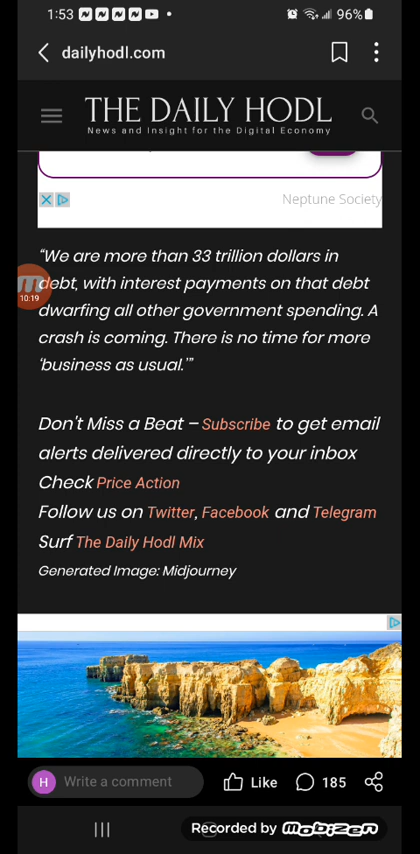 1:53 96%
dailyhodl.com
THE DAILY HODL
News and Insight for the Digital Economy
Neptune Society
“We are more than 33 trillion dollars in
debt, with interest payments on that debt
dwarfing all other government spending. A
crash is coming. There is no time for more
‘business as usual.’”
10:19
Don't Miss a Beat – Subscribe to get email
alerts delivered directly to your inbox
Check Price Action
Follow us on Twitter, Facebook and Telegram
Surf The Daily Hodl Mix
Generated Image: Midjourney
H Write a comment Like 185
Recorded by mobizen